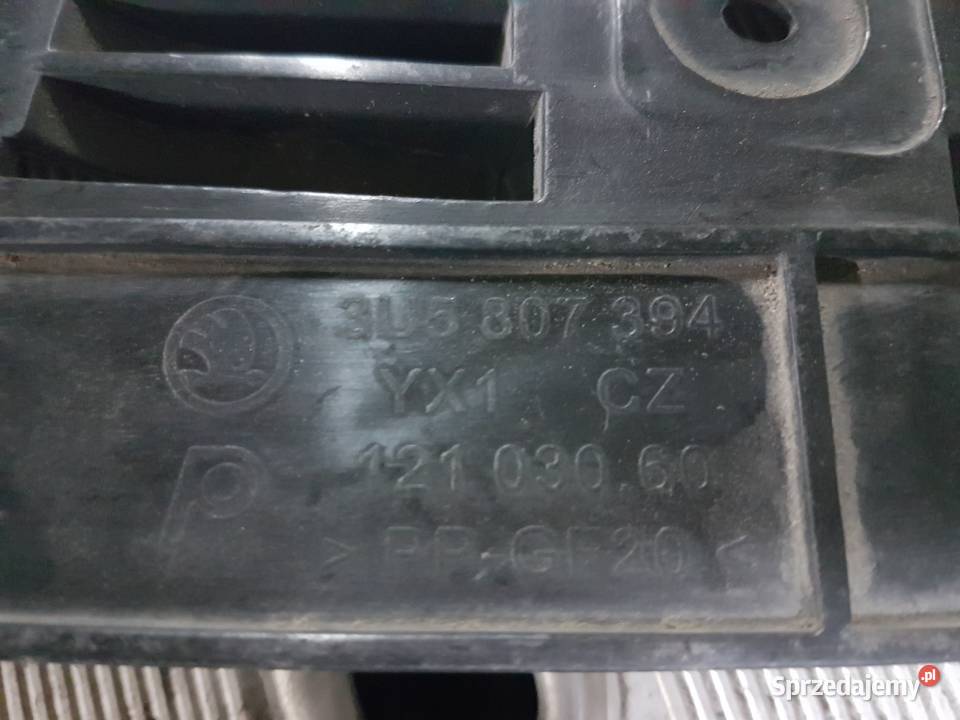 3U5 807 394
YX1 CZ
121 030.60
> PP-GF20 <
Sprzedajemy.pl